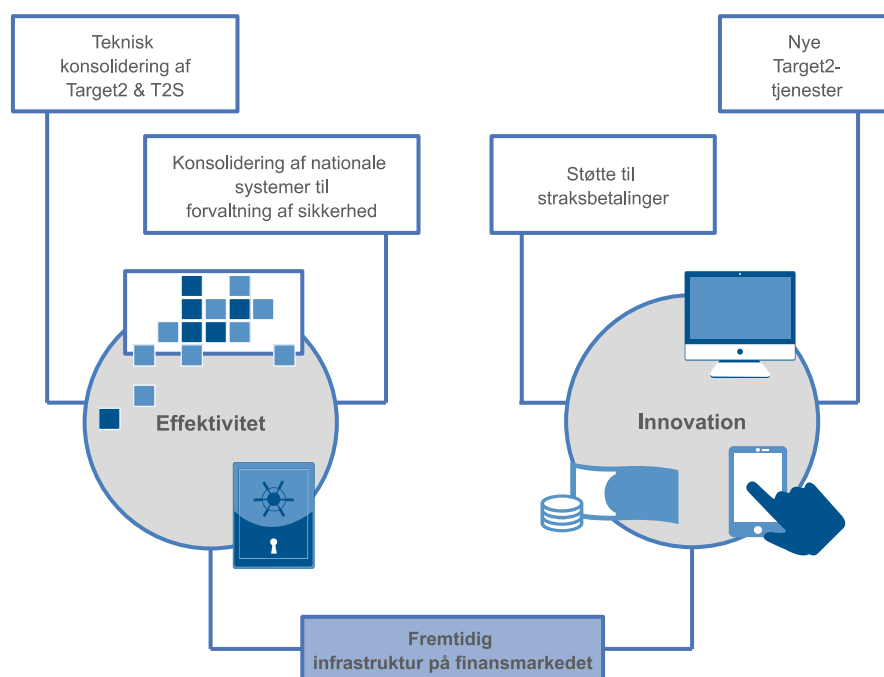 Teknisk
konsolidering af
Target2 & T2S
Nye
Target2-
tjenester
Konsolidering af nationale
systemer til
forvaltning af sikkerhed
Støtte til
straksbetalinger
Effektivitet
Innovation
Fremtidig
infrastruktur på finansmarkedet